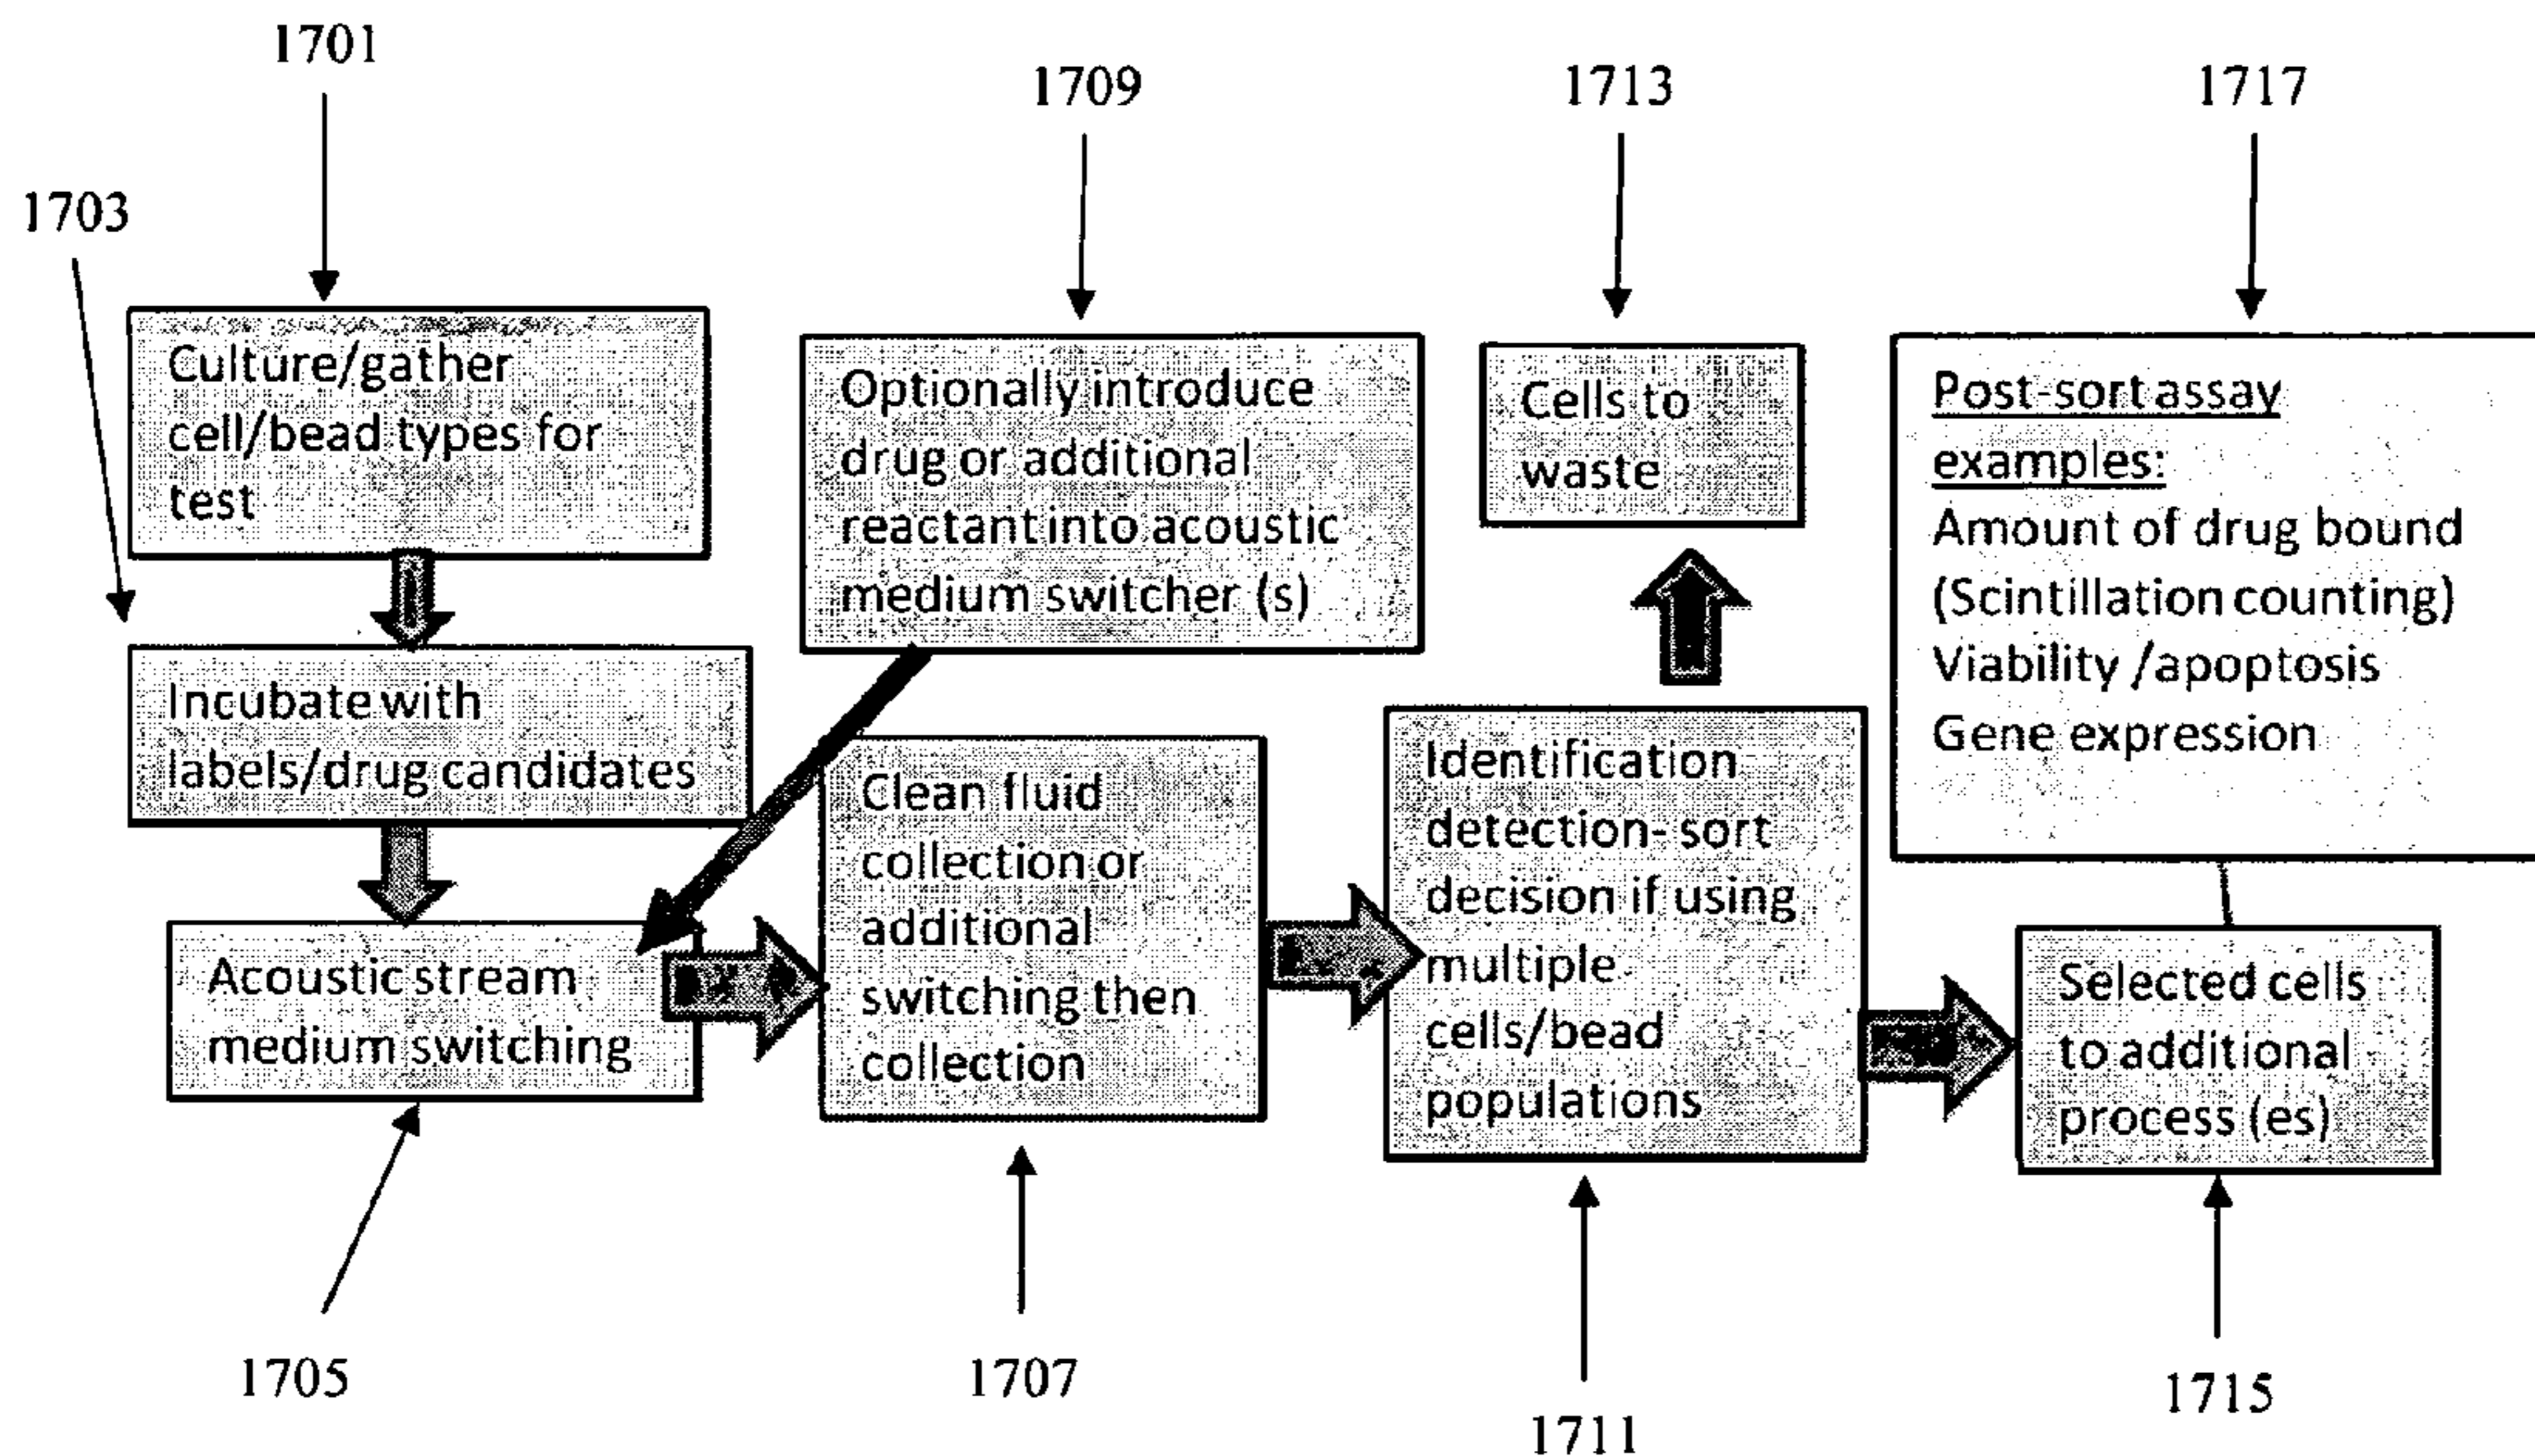 1701
1709
1713
1717
1703
Culture/gather
cell/bead types for
test
Optionally introduce
drug or additional
reactant into acoustic
medium switcher (s)
Cells to
waste
Post-sort assay
examples:
Amount of drug bound
(Scintillation counting)
Viability /apoptosis
Gene expression
Incubate with
labels/drug candidates
Acoustic stream
medium switching
Clean fluid
collection or
additional
switching then
collection
Identification
detection- sort
decision if using
multiple
cells/bead
populations
Selected cells
to additional
process (es)
1705
1707
1711
1715